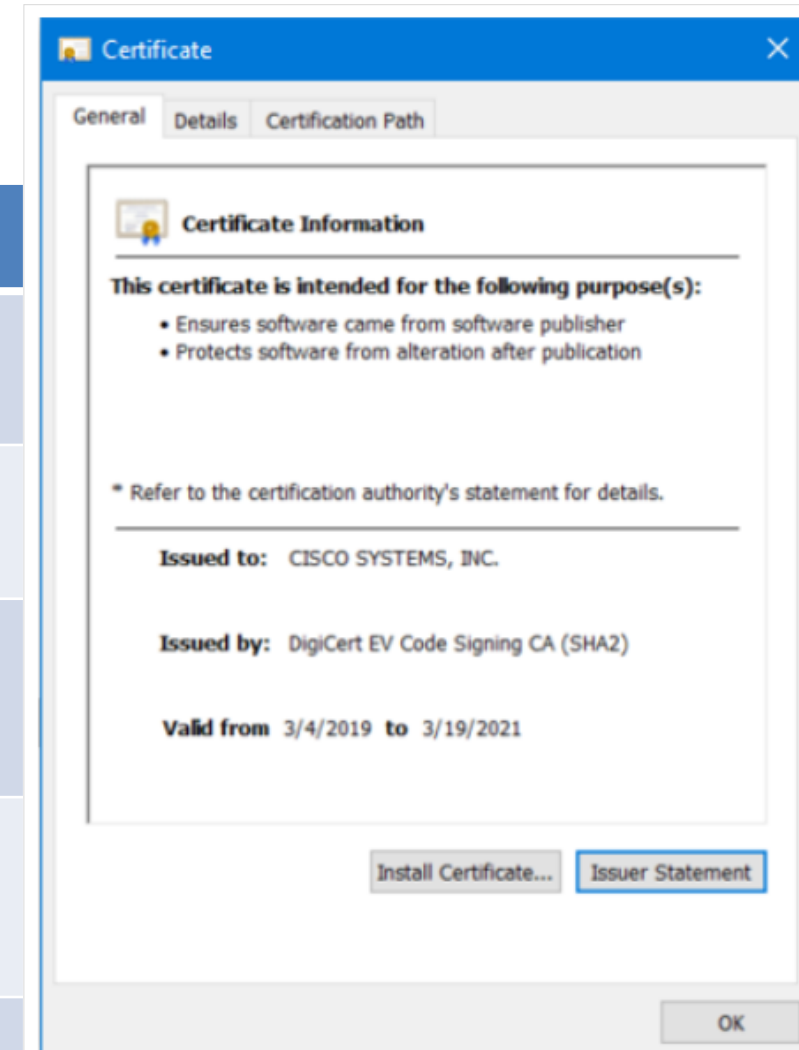 Certificate
General Details Certification Path
Certificate Information
This certificate is intended for the following purpose(s):
• Ensures software came from software publisher
• Protects software from alteration after publication
* Refer to the certification authority's statement for details.
Issued to: CISCO SYSTEMS, INC.
Issued by: DigiCert EV Code Signing CA (SHA2)
Valid from 3/4/2019 to 3/19/2021
Install Certificate... Issuer Statement
OK